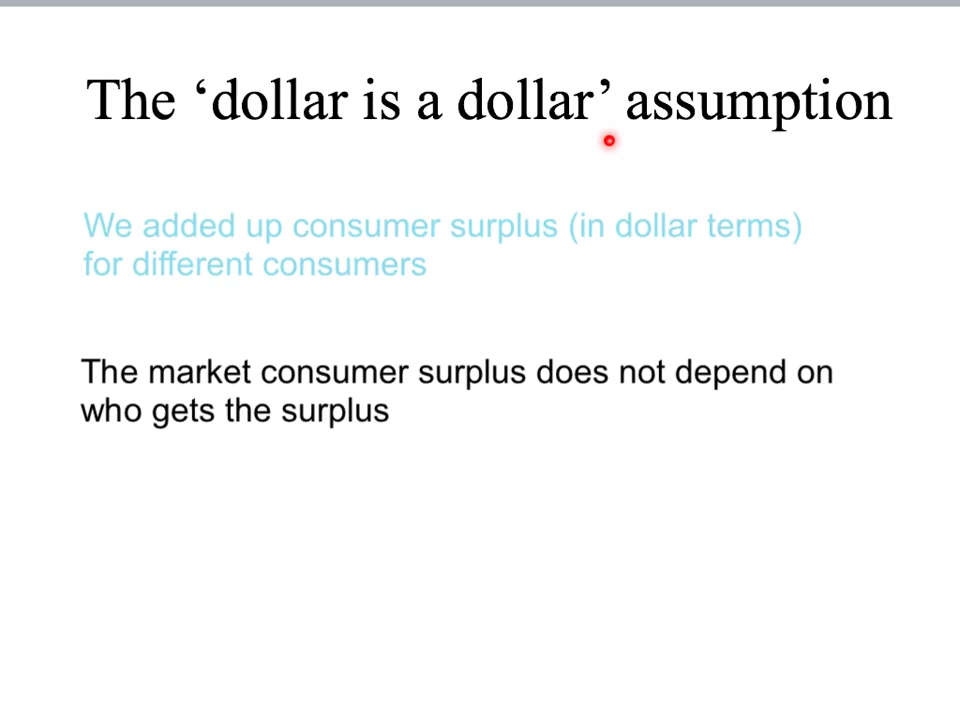 The ‘dollar is a dollar’ assumption
We added up consumer surplus (in dollar terms)
for different consumers
The market consumer surplus does not depend on
who gets the surplus